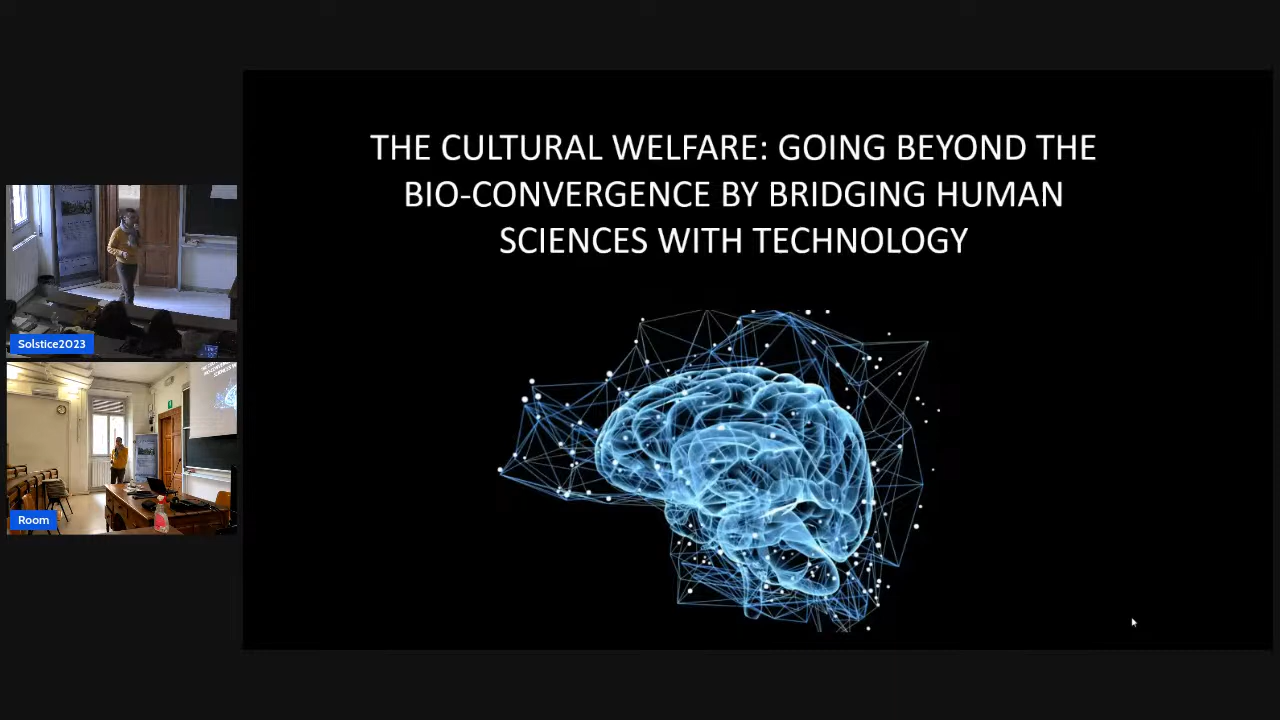 THE CULTURAL WELFARE: GOING BEYOND THE
BIO-CONVERGENCE BY BRIDGING HUMAN
SCIENCES WITH TECHNOLOGY
Solstice2023
Room